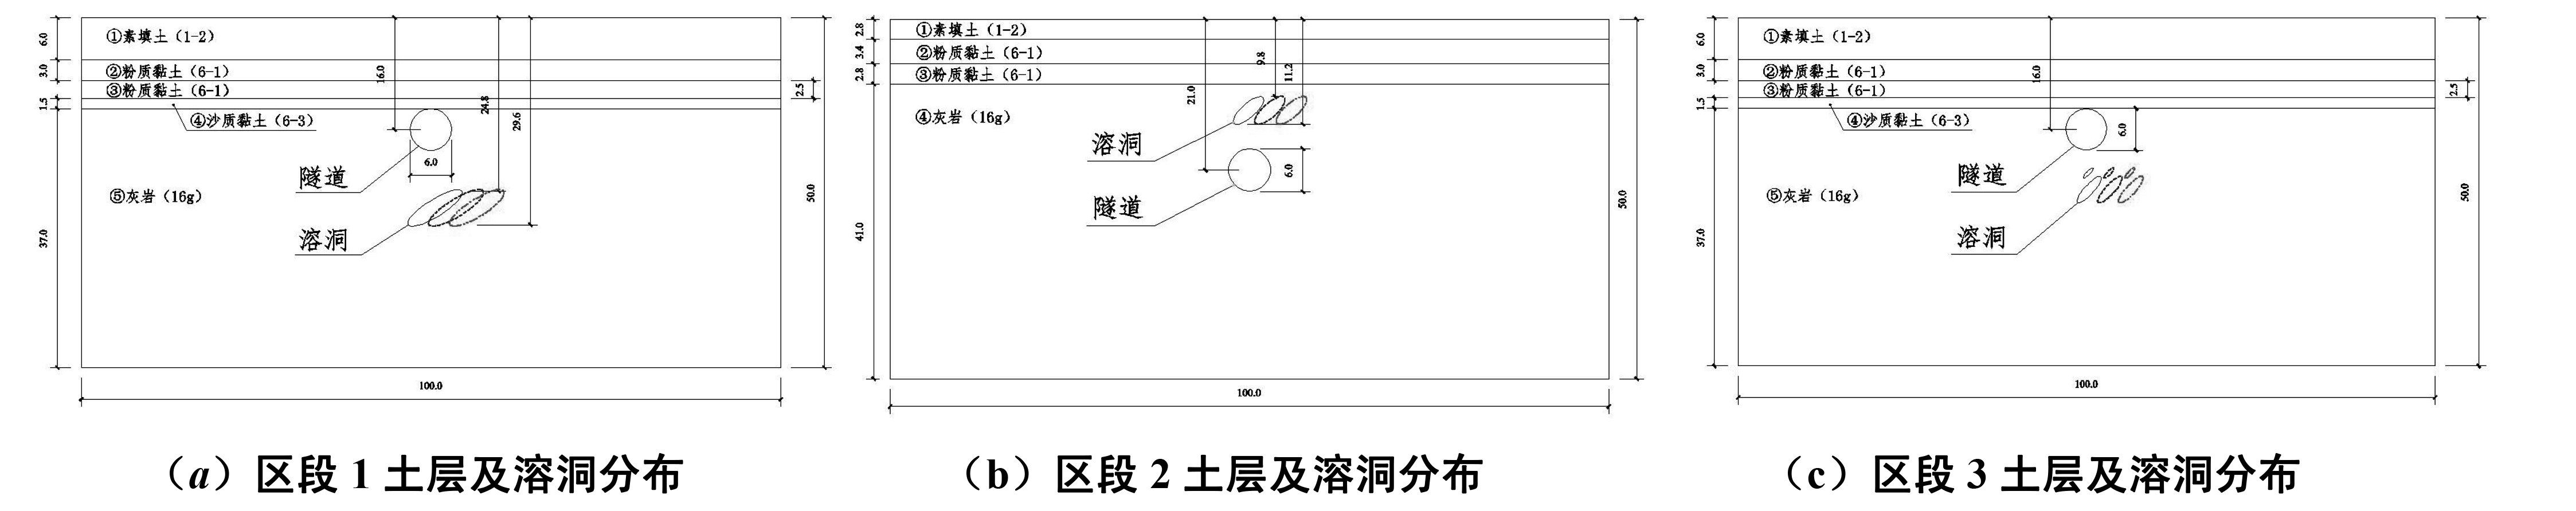 6.0
3.0
1.5
37.0
①素填土（1-2）
②粉质黏土（6-1）
③粉质黏土（6-1）
④沙质黏土（6-3）
⑤灰岩（16g）
16.0
24.8
29.6
隧道
6.0
溶洞
2.5
50.0
100.0
（a）区段 1 土层及溶洞分布
2.8
3.4
2.8
41.0
①素填土（1-2）
②粉质黏土（6-1）
③粉质黏土（6-1）
④灰岩（16g）
9.8
11.2
21.0
溶洞
6.0
隧道
50.0
100.0
（b）区段 2 土层及溶洞分布
6.0
3.0
1.5
37.0
①素填土（1-2）
②粉质黏土（6-1）
③粉质黏土（6-1）
④沙质黏土（6-3）
⑤灰岩（16g）
16.0
6.0
隧道
溶洞
2.5
50.0
100.0
（c）区段 3 土层及溶洞分布